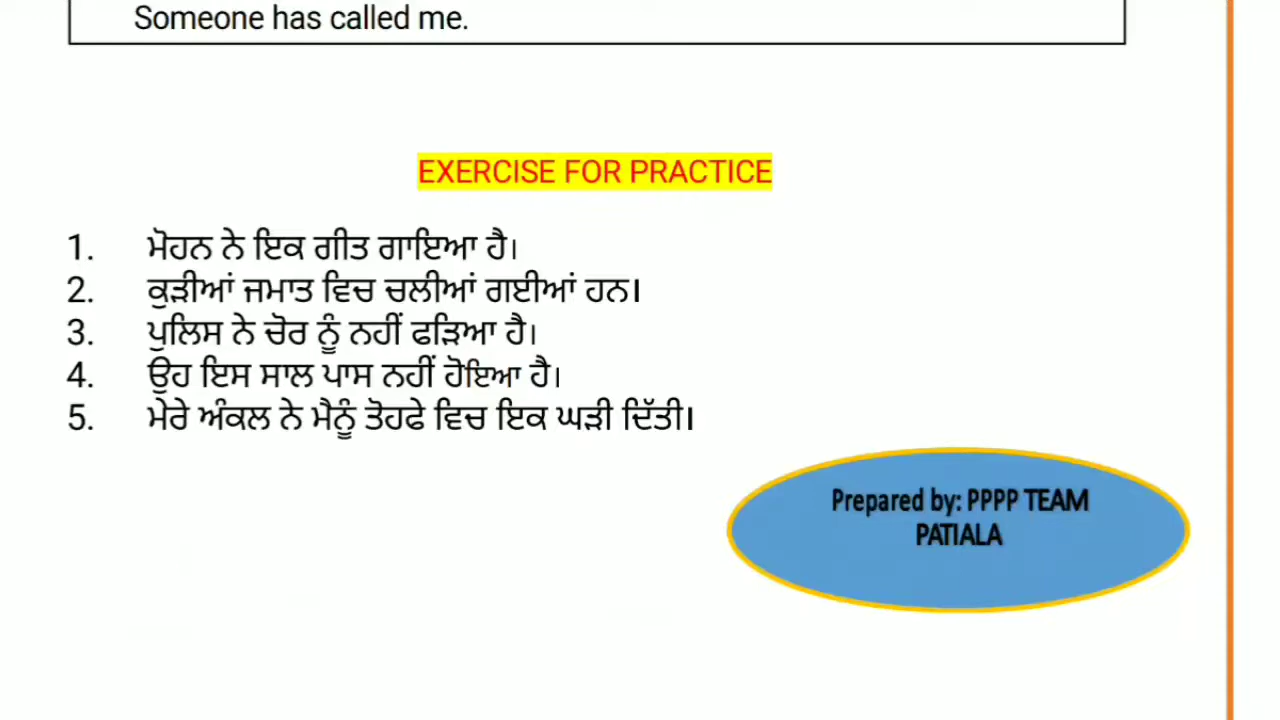 Someone has called me.
EXERCISE FOR PRACTICE
1. ਮੋਹਨ ਨੇ ਇਕ ਗੀਤ ਗਾਇਆ ਹੈ।
2. ਕੁੜੀਆਂ ਜਮਾਤ ਵਿਚ ਚਲੀਆਂ ਗਈਆਂ ਹਨ।
3. ਪੁਲਿਸ ਨੇ ਚੋਰ ਨੂੰ ਨਹੀਂ ਫੜਿਆ ਹੈ।
4. ਉਹ ਇਸ ਸਾਲ ਪਾਸ ਨਹੀਂ ਹੋਇਆ ਹੈ।
5. ਮੇਰੇ ਅੰਕਲ ਨੇ ਮੈਨੂੰ ਤੋਹਫੇ ਵਿਚ ਇਕ ਘੜੀ ਦਿੱਤੀ।
Prepared by: PPPP TEAM
PATIALA